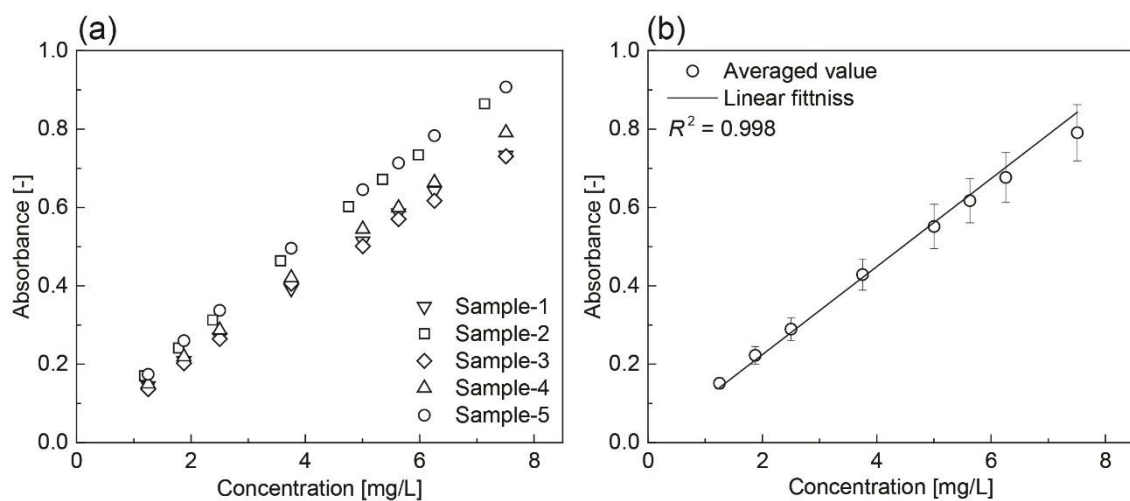 (a)
1.0
0.8
0.6
0.4
0.2
0.0
Absorbance [-]
0 2 4 6 8
Concentration [mg/L]
Sample-1
Sample-2
Sample-3
Sample-4
Sample-5
(b)
1.0
0.8
0.6
0.4
0.2
0.0
Absorbance [-]
0 2 4 6 8
Concentration [mg/L]
Averaged value
Linear fittniss
R² = 0.998